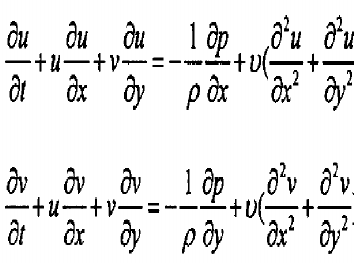 ∂u/∂t + u ∂u/∂x + v ∂u/∂y = −1/ρ ∂p/∂x + υ(∂²u/∂x² + ∂²u/∂y²
∂v/∂t + u ∂v/∂x + v ∂v/∂y = −1/ρ ∂p/∂y + υ(∂²v/∂x² + ∂²v/∂y²